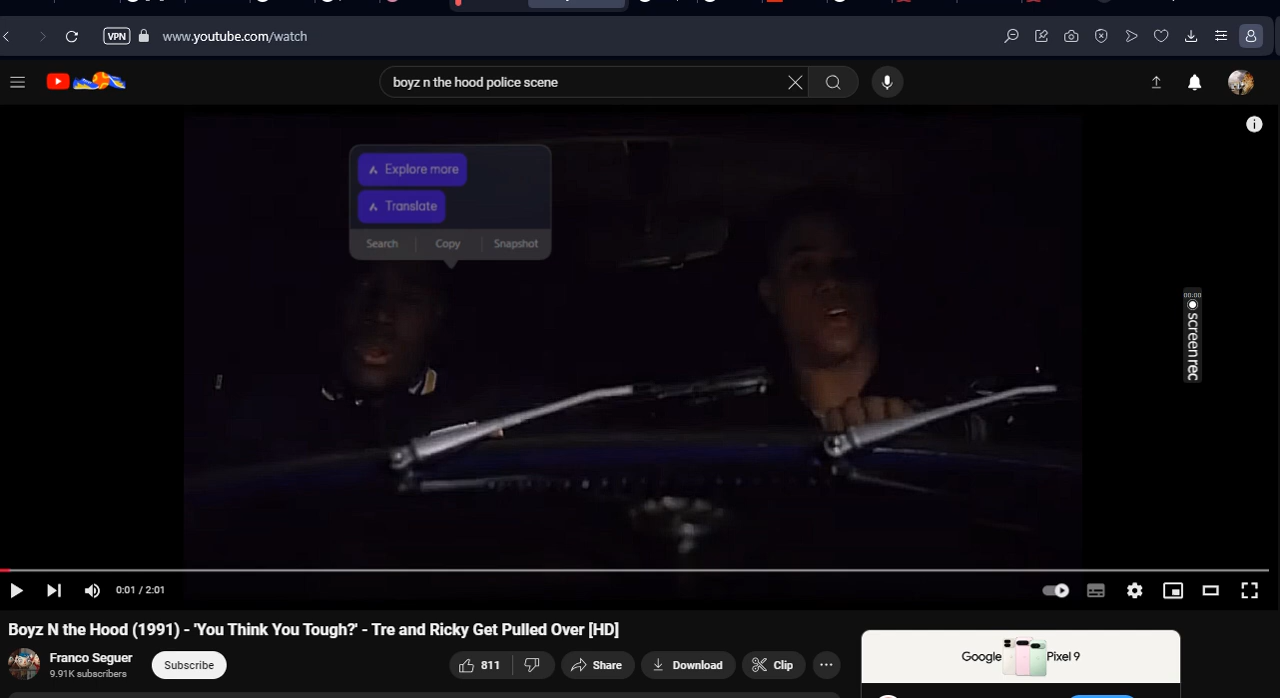 VPN
www.youtube.com/watch
boyz n the hood police scene
Explore more
Translate
Search
Copy
Snapshot
00:00
screenrec
0:01 / 2:01
Boyz N the Hood (1991) - 'You Think You Tough?' - Tre and Ricky Get Pulled Over [HD]
Franco Seguer
9.91K subscribers
Subscribe
811
Share
Download
Clip
Google
Pixel 9